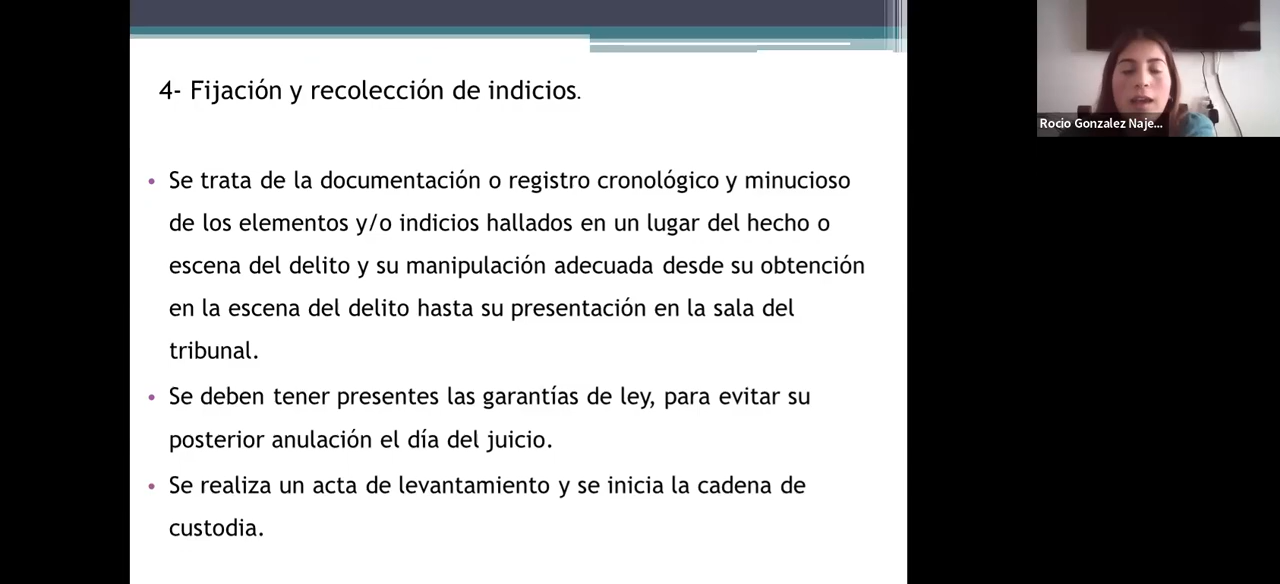 4- Fijación y recolección de indicios.
• Se trata de la documentación o registro cronológico y minucioso
de los elementos y/o indicios hallados en un lugar del hecho o
escena del delito y su manipulación adecuada desde su obtención
en la escena del delito hasta su presentación en la sala del
tribunal.
• Se deben tener presentes las garantías de ley, para evitar su
posterior anulación el día del juicio.
• Se realiza un acta de levantamiento y se inicia la cadena de
custodia.
Rocio Gonzalez Naje...